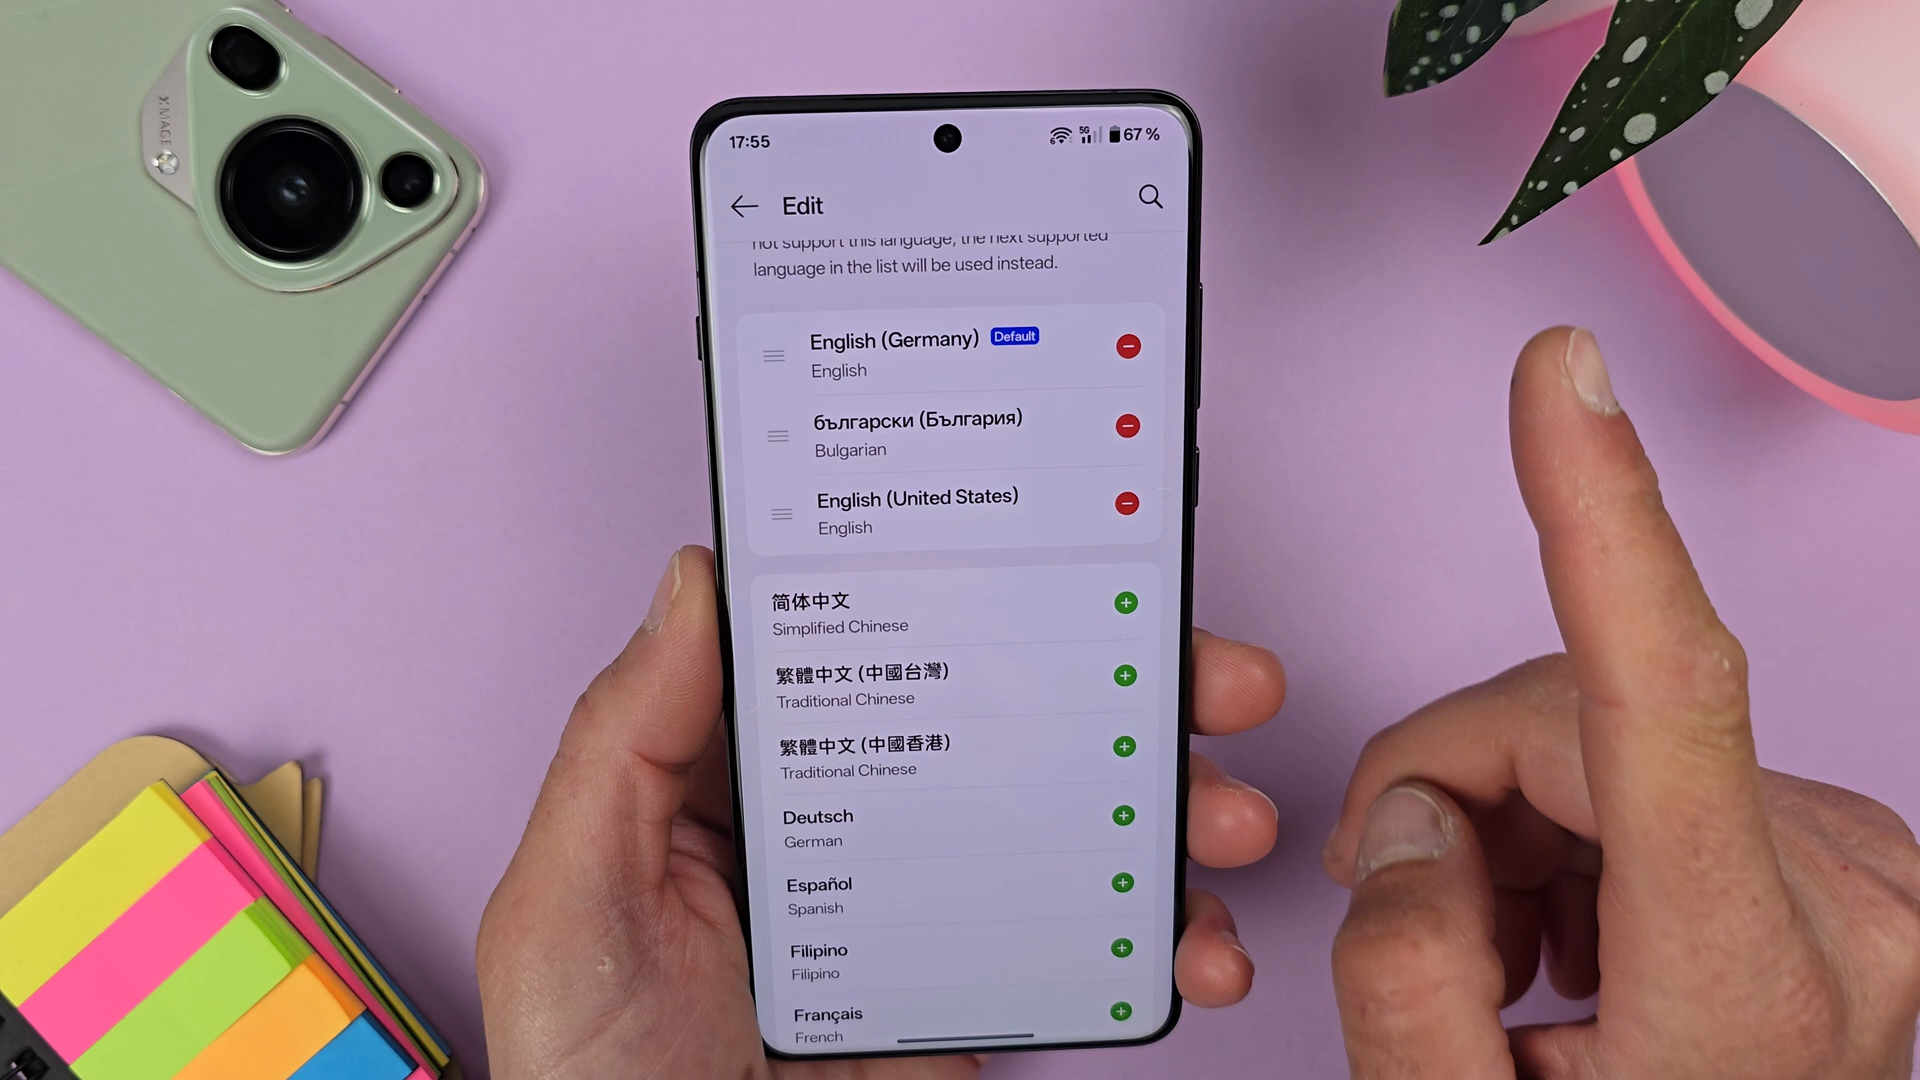 XMAGE
17:55
6
5G
67 %
Edit
not support this language, the next supported
language in the list will be used instead.
English (Germany) Default
English
български (България)
Bulgarian
English (United States)
English
简体中文
Simplified Chinese
繁體中文 (中國台灣)
Traditional Chinese
繁體中文 (中國香港)
Traditional Chinese
Deutsch
German
Español
Spanish
Filipino
Filipino
Français
French